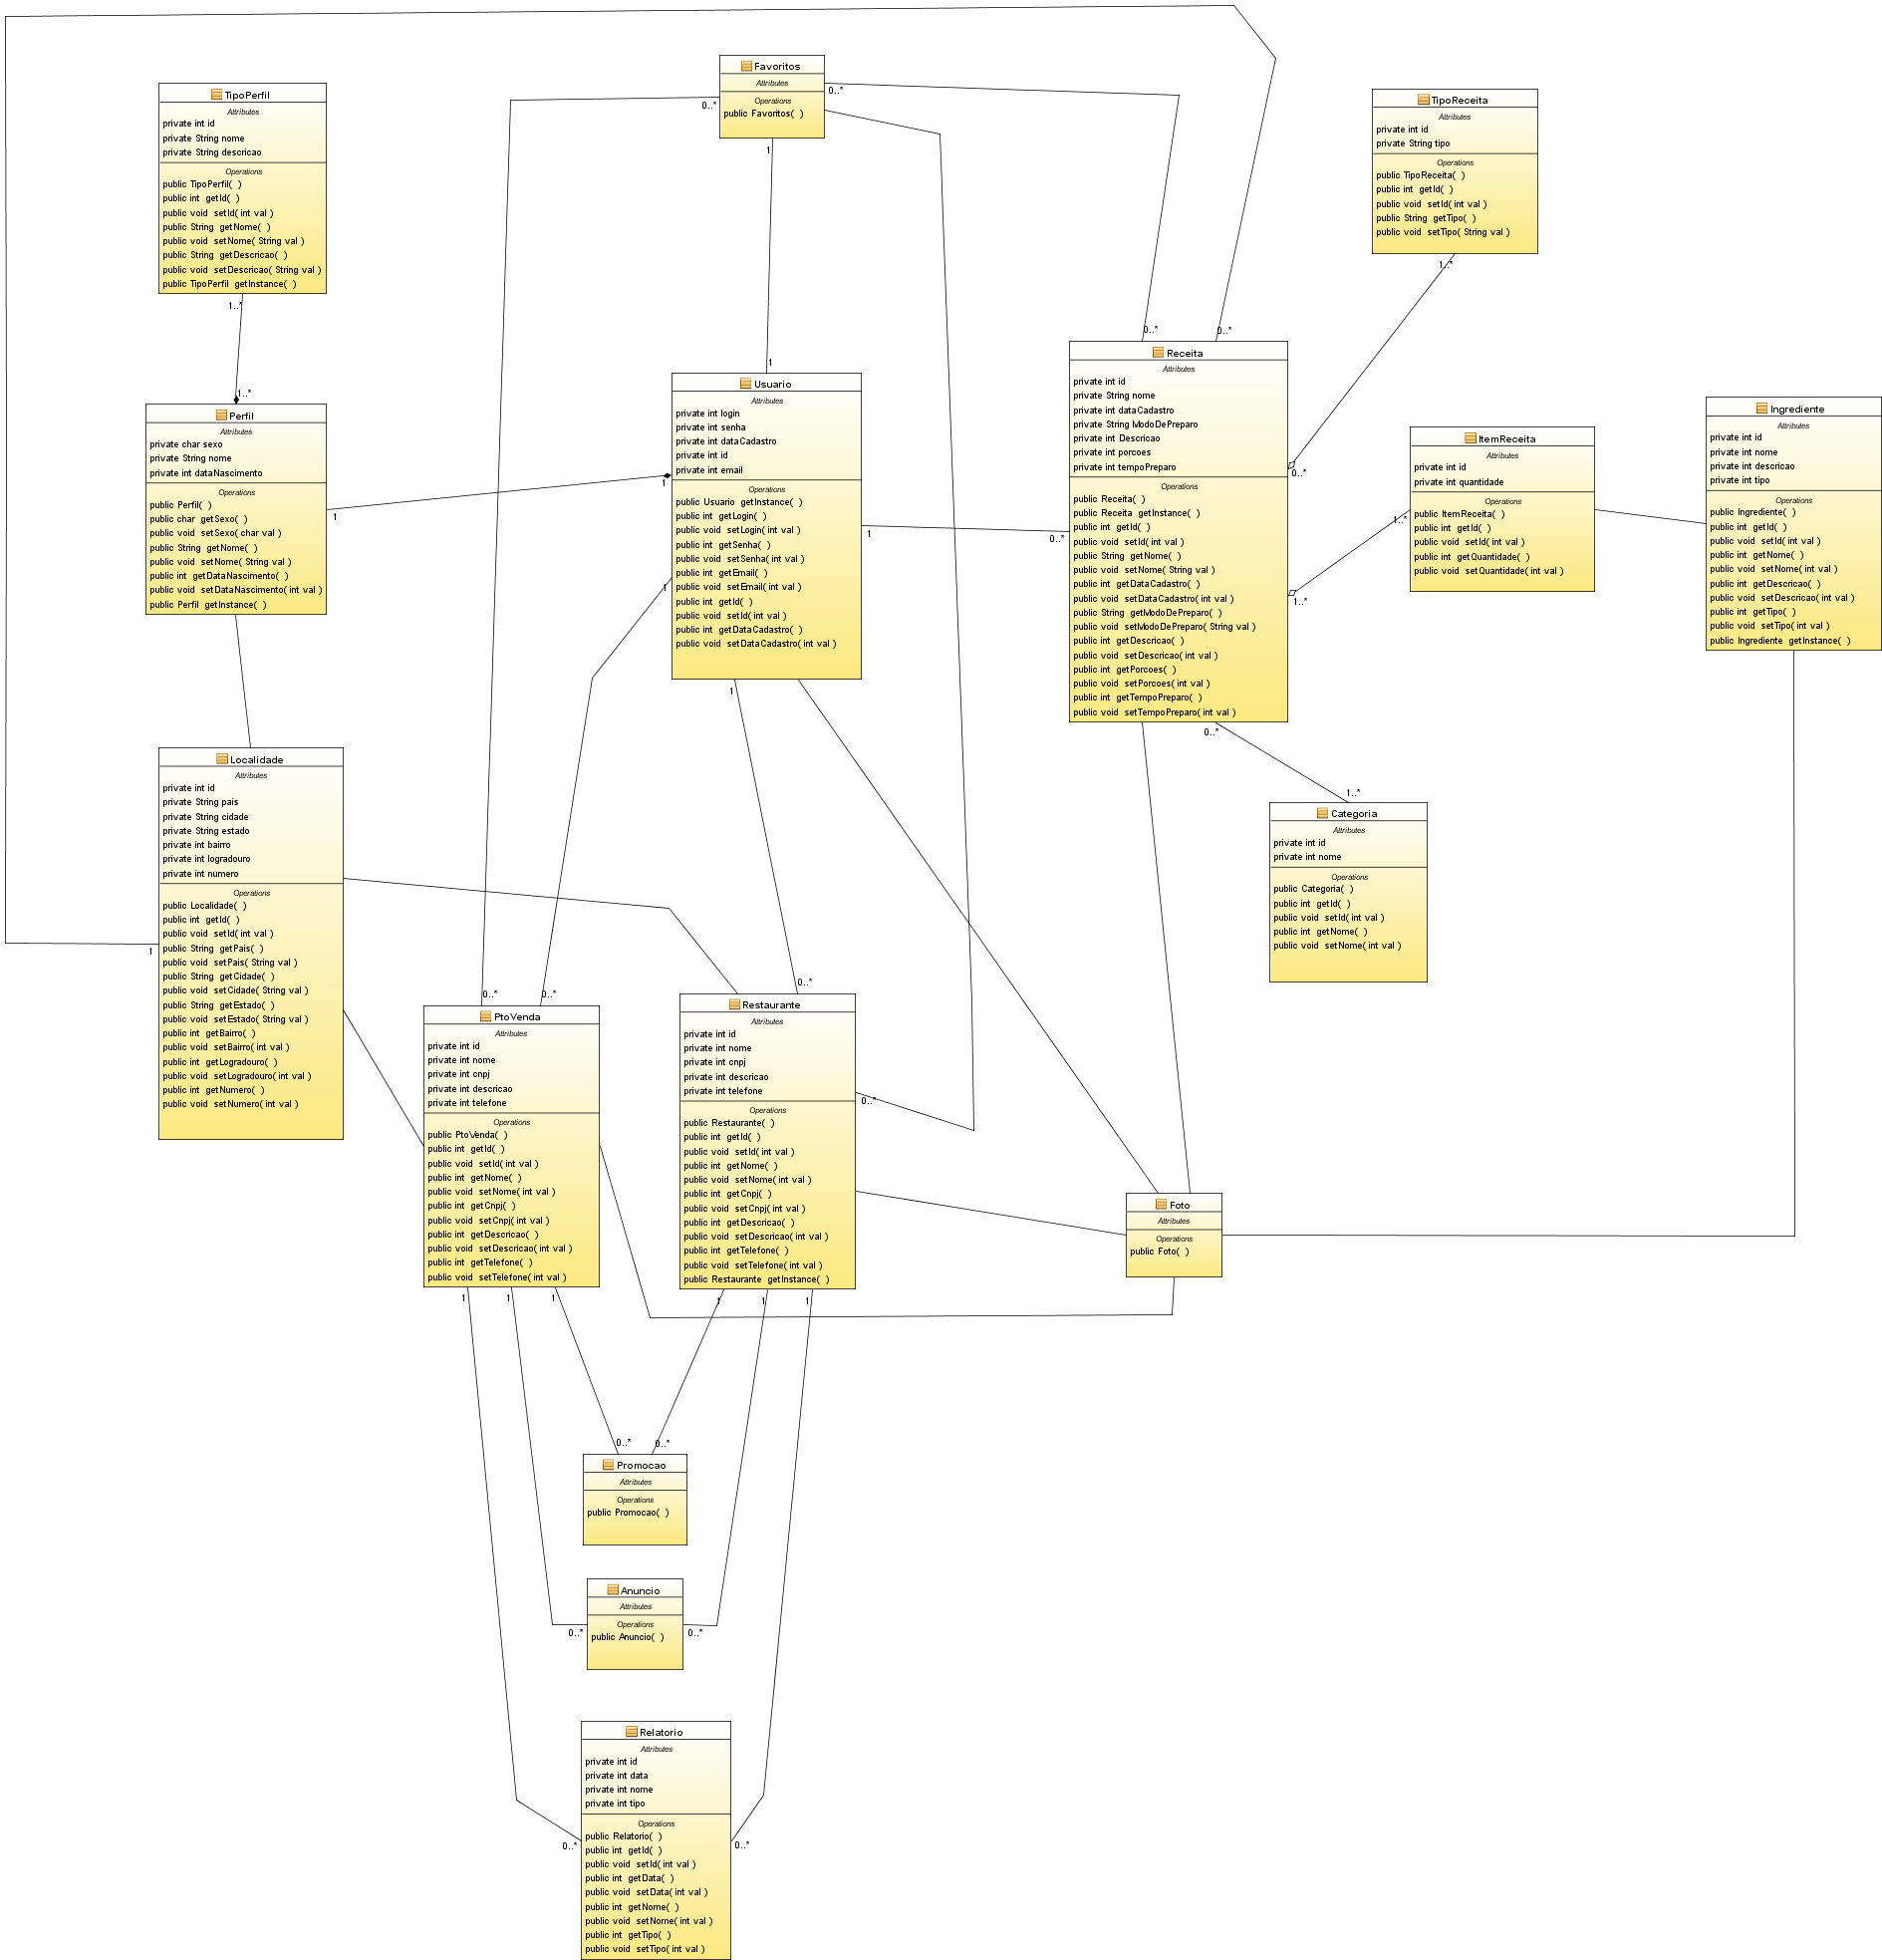 Favoritos
Attributes
Operations
public Favoritos(  )
0..*
0..*
1
TipoPerfil
Attributes
private int id
private String nome
private String descricao
Operations
public TipoPerfil(  )
public int  getId(  )
public void  setId( int val )
public String  getNome(  )
public void  setNome( String val )
public String  getDescricao(  )
public void  setDescricao( String val )
public TipoPerfil  getInstance(  )
1..*
TipoReceita
Attributes
private int id
private String tipo
Operations
public TipoReceita(  )
public int  getId(  )
public void  setId( int val )
public String  getTipo(  )
public void  setTipo( String val )
1..*
1..*
Perfil
Attributes
private char sexo
private String nome
private int dataNascimento
Operations
public Perfil(  )
public char  getSexo(  )
public void  setSexo( char val )
public String  getNome(  )
public void  setNome( String val )
public int  getDataNascimento(  )
public void  setDataNascimento( int val )
public Perfil  getInstance(  )
1
1
Usuario
Attributes
private int login
private int senha
private int dataCadastro
private int id
private int email
Operations
public Usuario  getInstance(  )
public int  getLogin(  )
public void  setLogin( int val )
public int  getSenha(  )
public void  setSenha( int val )
public int  getEmail(  )
public void  setEmail( int val )
public int  getId(  )
public void  setId( int val )
public int  getDataCadastro(  )
public void  setDataCadastro( int val )
1
1
1
1
0..*
0..*
Receita
Attributes
private int id
private String nome
private int dataCadastro
private String ModoDePreparo
private int Descricao
private int porcoes
private int tempoPreparo
Operations
public Receita(  )
public Receita  getInstance(  )
public int  getId(  )
public void  setId( int val )
public String  getNome(  )
public void  setNome( String val )
public int  getDataCadastro(  )
public void  setDataCadastro( int val )
public String  getModoDePreparo(  )
public void  setModoDePreparo( String val )
public int  getDescricao(  )
public void  setDescricao( int val )
public int  getPorcoes(  )
public void  setPorcoes( int val )
public int  getTempoPreparo(  )
public void  setTempoPreparo( int val )
0..*
0..*
1..*
0..*
ItemReceita
Attributes
private int id
private int quantidade
Operations
public ItemReceita(  )
public int  getId(  )
public void  setId( int val )
public int  getQuantidade(  )
public void  setQuantidade( int val )
1..*
Ingrediente
Attributes
private int id
private int nome
private int descricao
private int tipo
Operations
public Ingrediente(  )
public int  getId(  )
public void  setId( int val )
public int  getNome(  )
public void  setNome( int val )
public int  getDescricao(  )
public void  setDescricao( int val )
public int  getTipo(  )
public void  setTipo( int val )
public Ingrediente  getInstance(  )
Localidade
Attributes
private int id
private String pais
private String cidade
private String estado
private int bairro
private int logradouro
private int numero
Operations
public Localidade(  )
public int  getId(  )
public void  setId( int val )
public String  getPais(  )
public void  setPais( String val )
public String  getCidade(  )
public void  setCidade( String val )
public String  getEstado(  )
public void  setEstado( String val )
public int  getBairro(  )
public void  setBairro( int val )
public int  getLogradouro(  )
public void  setLogradouro( int val )
public int  getNumero(  )
public void  setNumero( int val )
1
1..*
Categoria
Attributes
private int id
private int nome
Operations
public Categoria(  )
public int  getId(  )
public void  setId( int val )
public int  getNome(  )
public void  setNome( int val )
0..*
0..*
PtoVenda
Attributes
private int id
private int nome
private int cnpj
private int descricao
private int telefone
Operations
public PtoVenda(  )
public int  getId(  )
public void  setId( int val )
public int  getNome(  )
public void  setNome( int val )
public int  getCnpj(  )
public void  setCnpj( int val )
public int  getDescricao(  )
public void  setDescricao( int val )
public int  getTelefone(  )
public void  setTelefone( int val )
1
1
1
0..*
Restaurante
Attributes
private int id
private int nome
private int cnpj
private int descricao
private int telefone
Operations
public Restaurante(  )
public int  getId(  )
public void  setId( int val )
public int  getNome(  )
public void  setNome( int val )
public int  getCnpj(  )
public void  setCnpj( int val )
public int  getDescricao(  )
public void  setDescricao( int val )
public int  getTelefone(  )
public void  setTelefone( int val )
public Restaurante  getInstance(  )
0..*
1
1
1
Foto
Attributes
Operations
public Foto(  )
0..*
0..*
Promocao
Attributes
Operations
public Promocao(  )
Anuncio
Attributes
Operations
public Anuncio(  )
0..*
0..*
Relatorio
Attributes
private int id
private int data
private int nome
private int tipo
Operations
public Relatorio(  )
public int  getId(  )
public void  setId( int val )
public int  getData(  )
public void  setData( int val )
public int  getNome(  )
public void  setNome( int val )
public int  getTipo(  )
public void  setTipo( int val )
0..*
0..*